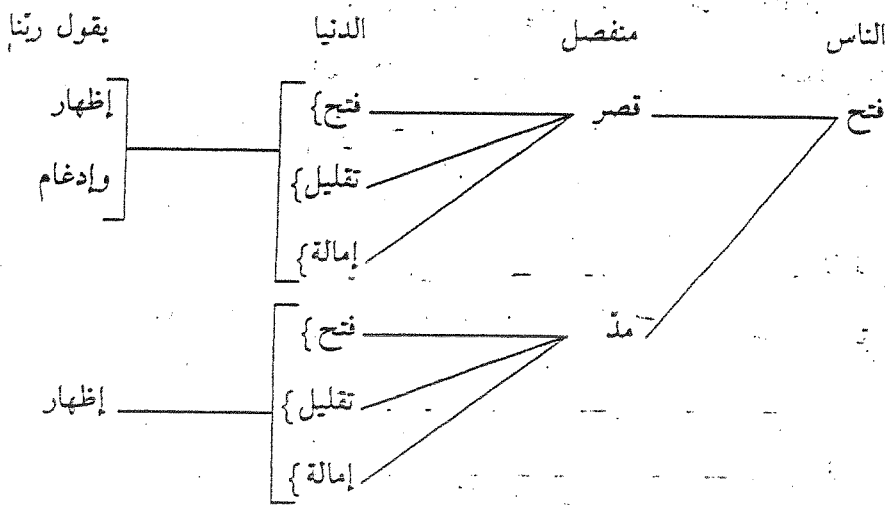 الناس منفصل الدنيا يقول ربّنا
فتح قصر فتح} إظهار
تقليل} وإدغام
إمالة}
مدّ فتح}
تقليل} إظهار
إمالة}